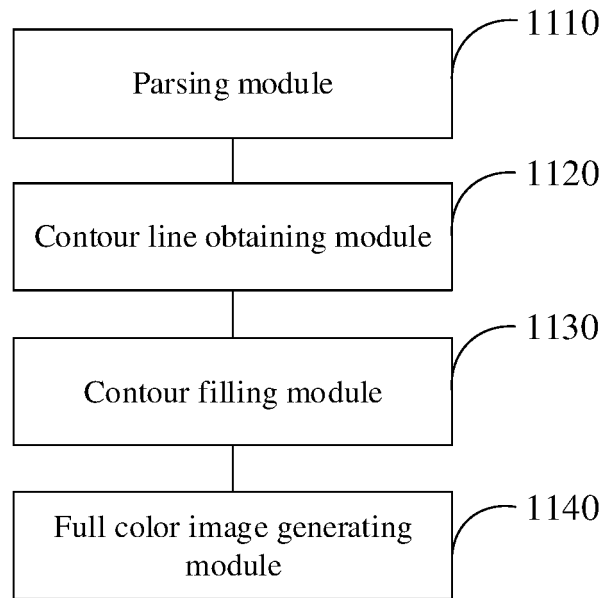 1110
Parsing module
1120
Contour line obtaining module
1130
Contour filling module
1140
Full color image generating
module